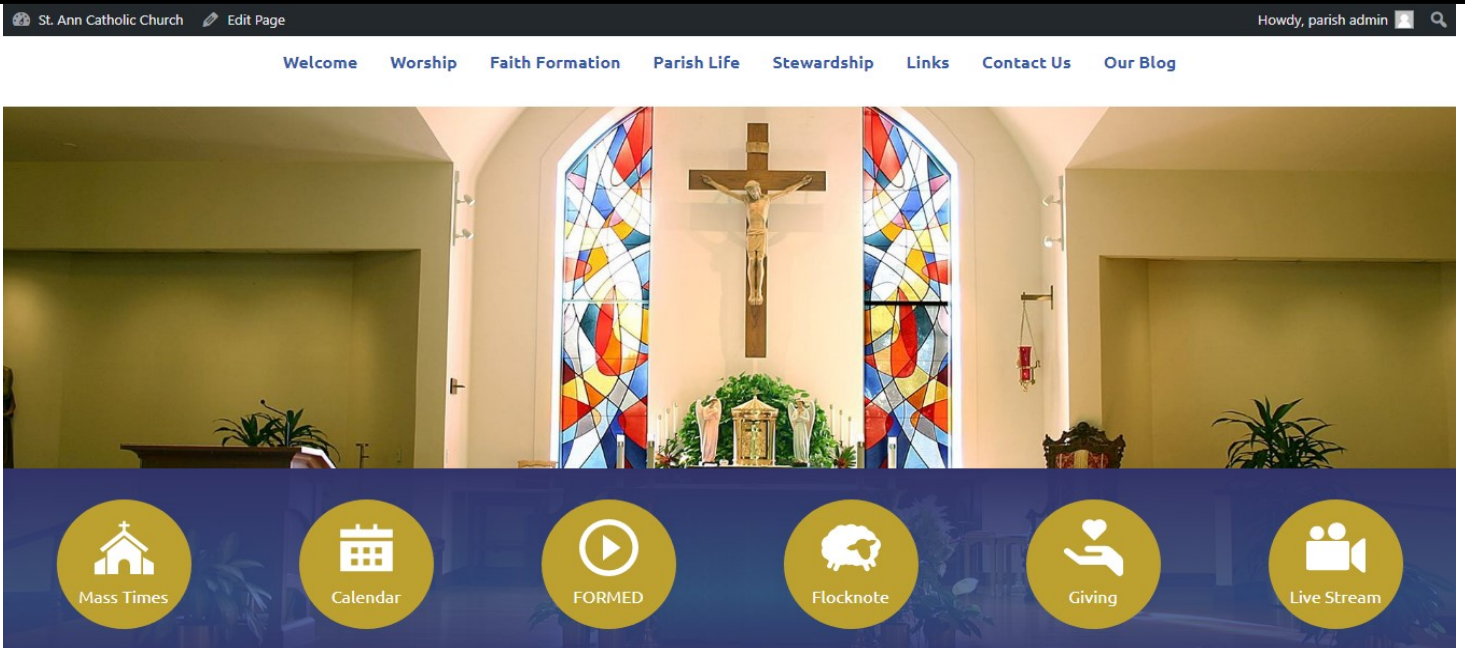 St. Ann Catholic Church Edit Page Howdy, parish admin
Welcome Worship Faith Formation Parish Life Stewardship Links Contact Us Our Blog
Mass Times Calendar FORMED Flocknote Giving Live Stream